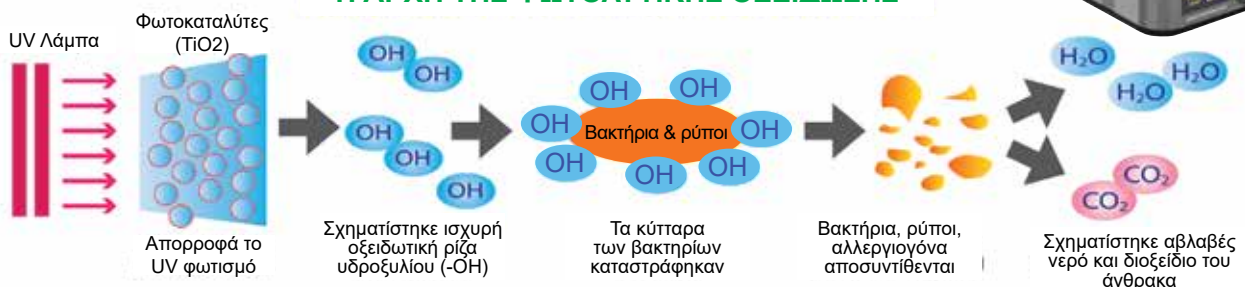 UV Λάμπα
Φωτοκαταλύτες
(TiO2)
Απορροφά το
UV φωτισμό
OH
OH
OH
OH
OH
Σχηματίστηκε ισχυρή
οξειδωτική ρίζα
υδροξυλίου (-OH)
OH
OH
OH
Βακτήρια & ρύποι
OH
OH
OH
OH
Τα κύτταρα
των βακτηρίων
καταστράφηκαν
Βακτήρια, ρύποι,
αλλεργιογόνα
αποσυντίθενται
H₂O
H₂O
H₂O
CO₂
CO₂
Σχηματίστηκε αβλαβές
νερό και διοξείδιο του
άνθρακα